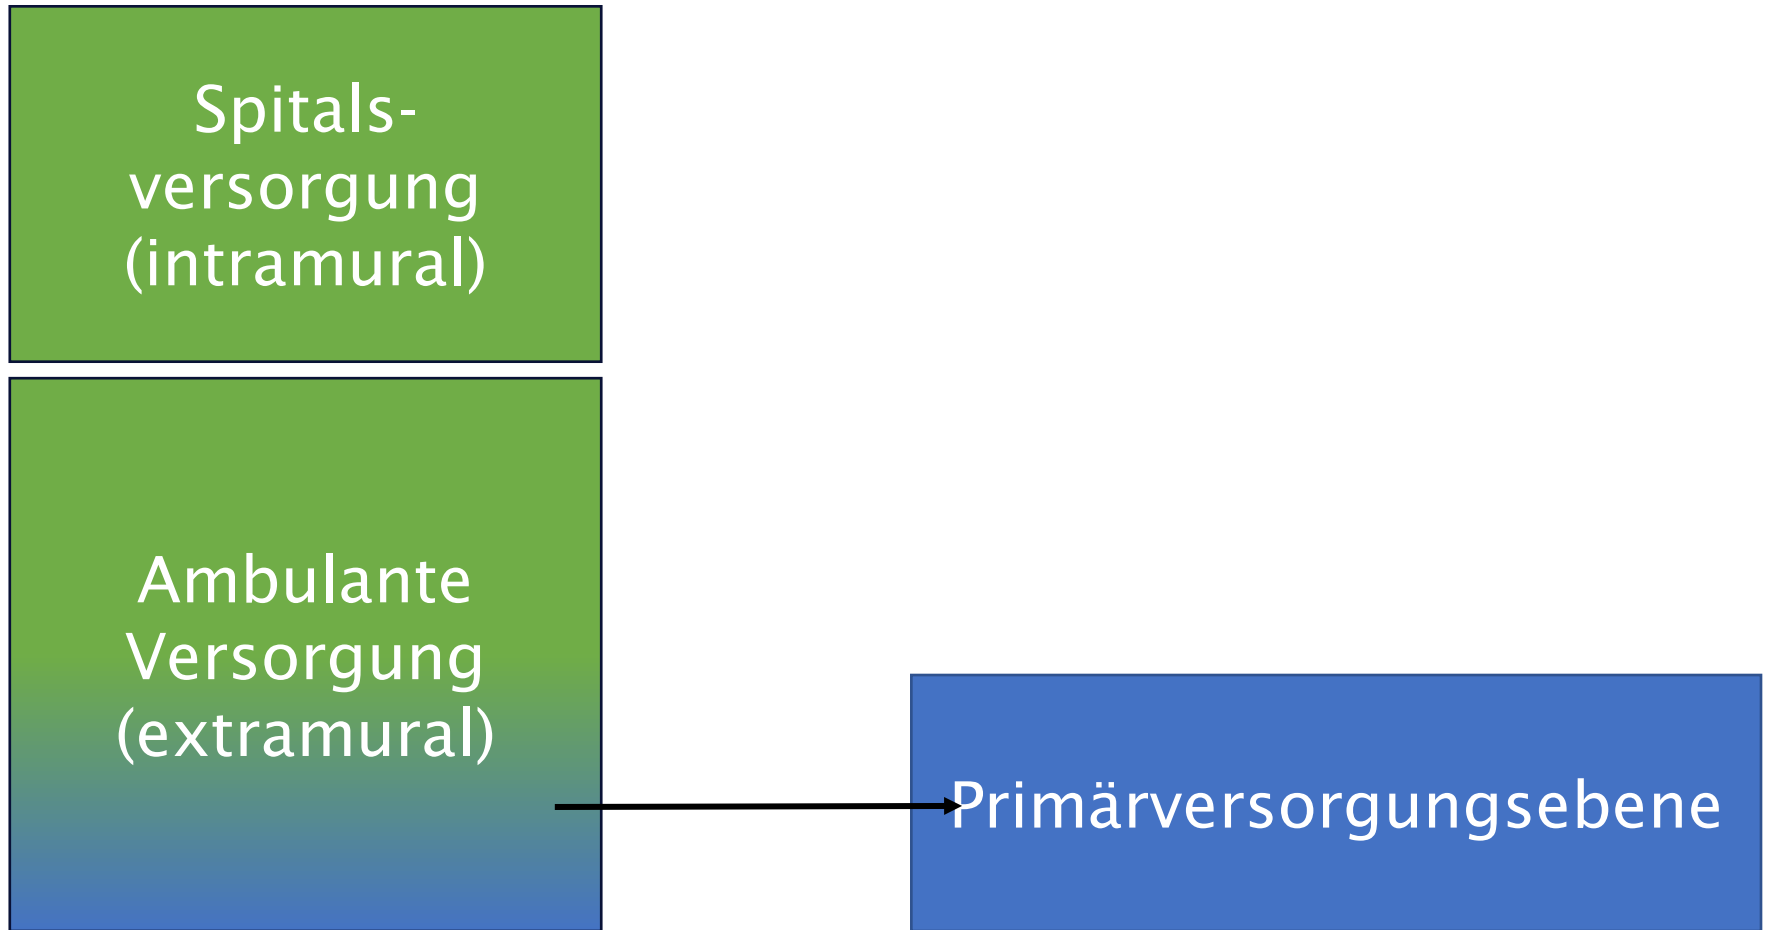 Spitals-
versorgung
(intramural)
Ambulante
Versorgung
(extramural)
Primärversorgungsebene